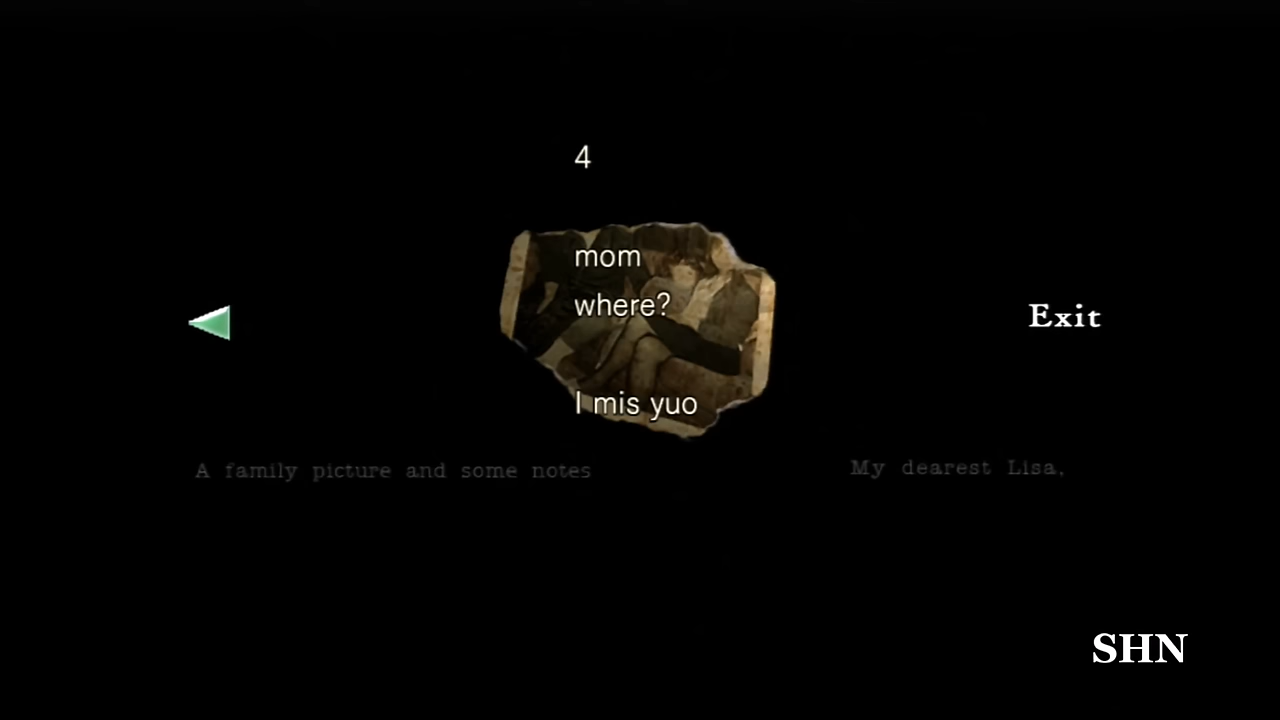 4
mom
where?
Exit
I mis yuo
A family picture and some notes
My dearest Lisa,
SHN